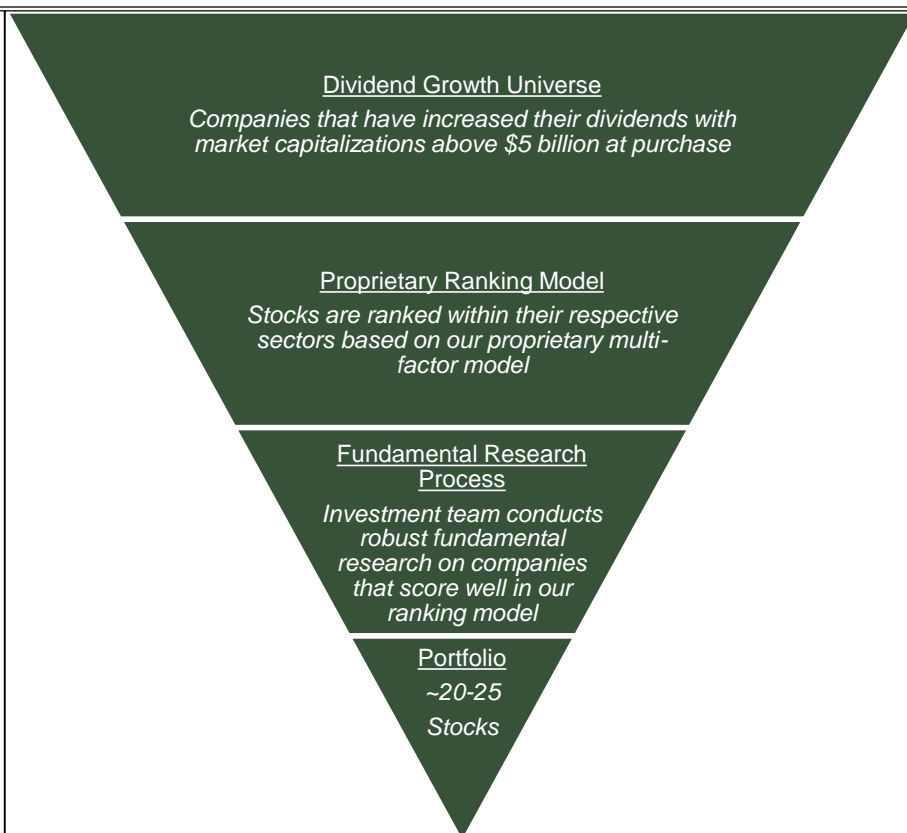 Dividend Growth Universe
Companies that have increased their dividends with
market capitalizations above $5 billion at purchase
Proprietary Ranking Model
Stocks are ranked within their respective
sectors based on our proprietary multi-
factor model
Fundamental Research
Process
Investment team conducts
robust fundamental
research on companies
that score well in our
ranking model
Portfolio
~20-25
Stocks